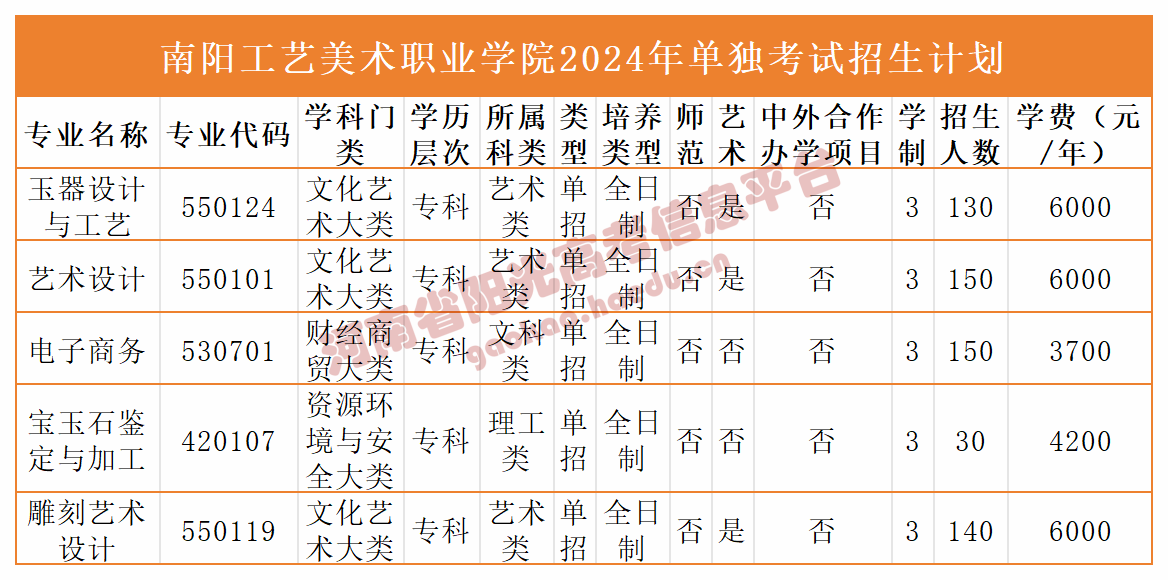 南阳工艺美术职业学院2024年单独考试招生计划
专业名称 专业代码 学科门类 学历层次 所属科类 类型 培养类型 师范 艺术 中外合作办学项目 学制 招生人数 学费（元/年）
玉器设计与工艺 550124 文化艺术大类 专科 艺术类 单招 全日制 否 是 否 3 130 6000
艺术设计 550101 文化艺术大类 专科 艺术类 单招 全日制 否 是 否 3 150 6000
电子商务 530701 财经商贸大类 专科 文科类 单招 全日制 否 否 否 3 150 3700
宝玉石鉴定与加工 420107 资源环境与安全大类 专科 理工类 单招 全日制 否 否 否 3 30 4200
雕刻艺术设计 550119 文化艺术大类 专科 艺术类 单招 全日制 否 是 否 3 140 6000
河南省阳光高考信息平台
gaokao.haedu.cn